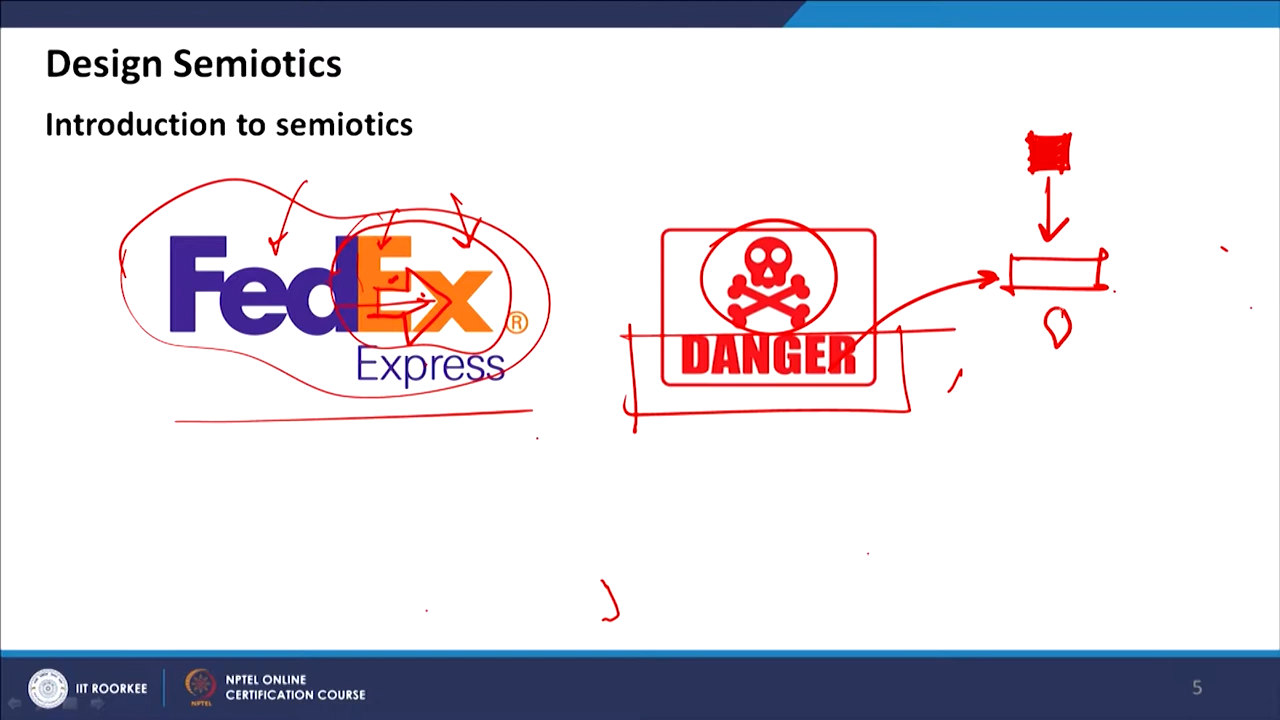 Design Semiotics
Introduction to semiotics
FedEx®
Express
DANGER
IIT ROORKEE
NPTEL ONLINE
CERTIFICATION COURSE
5